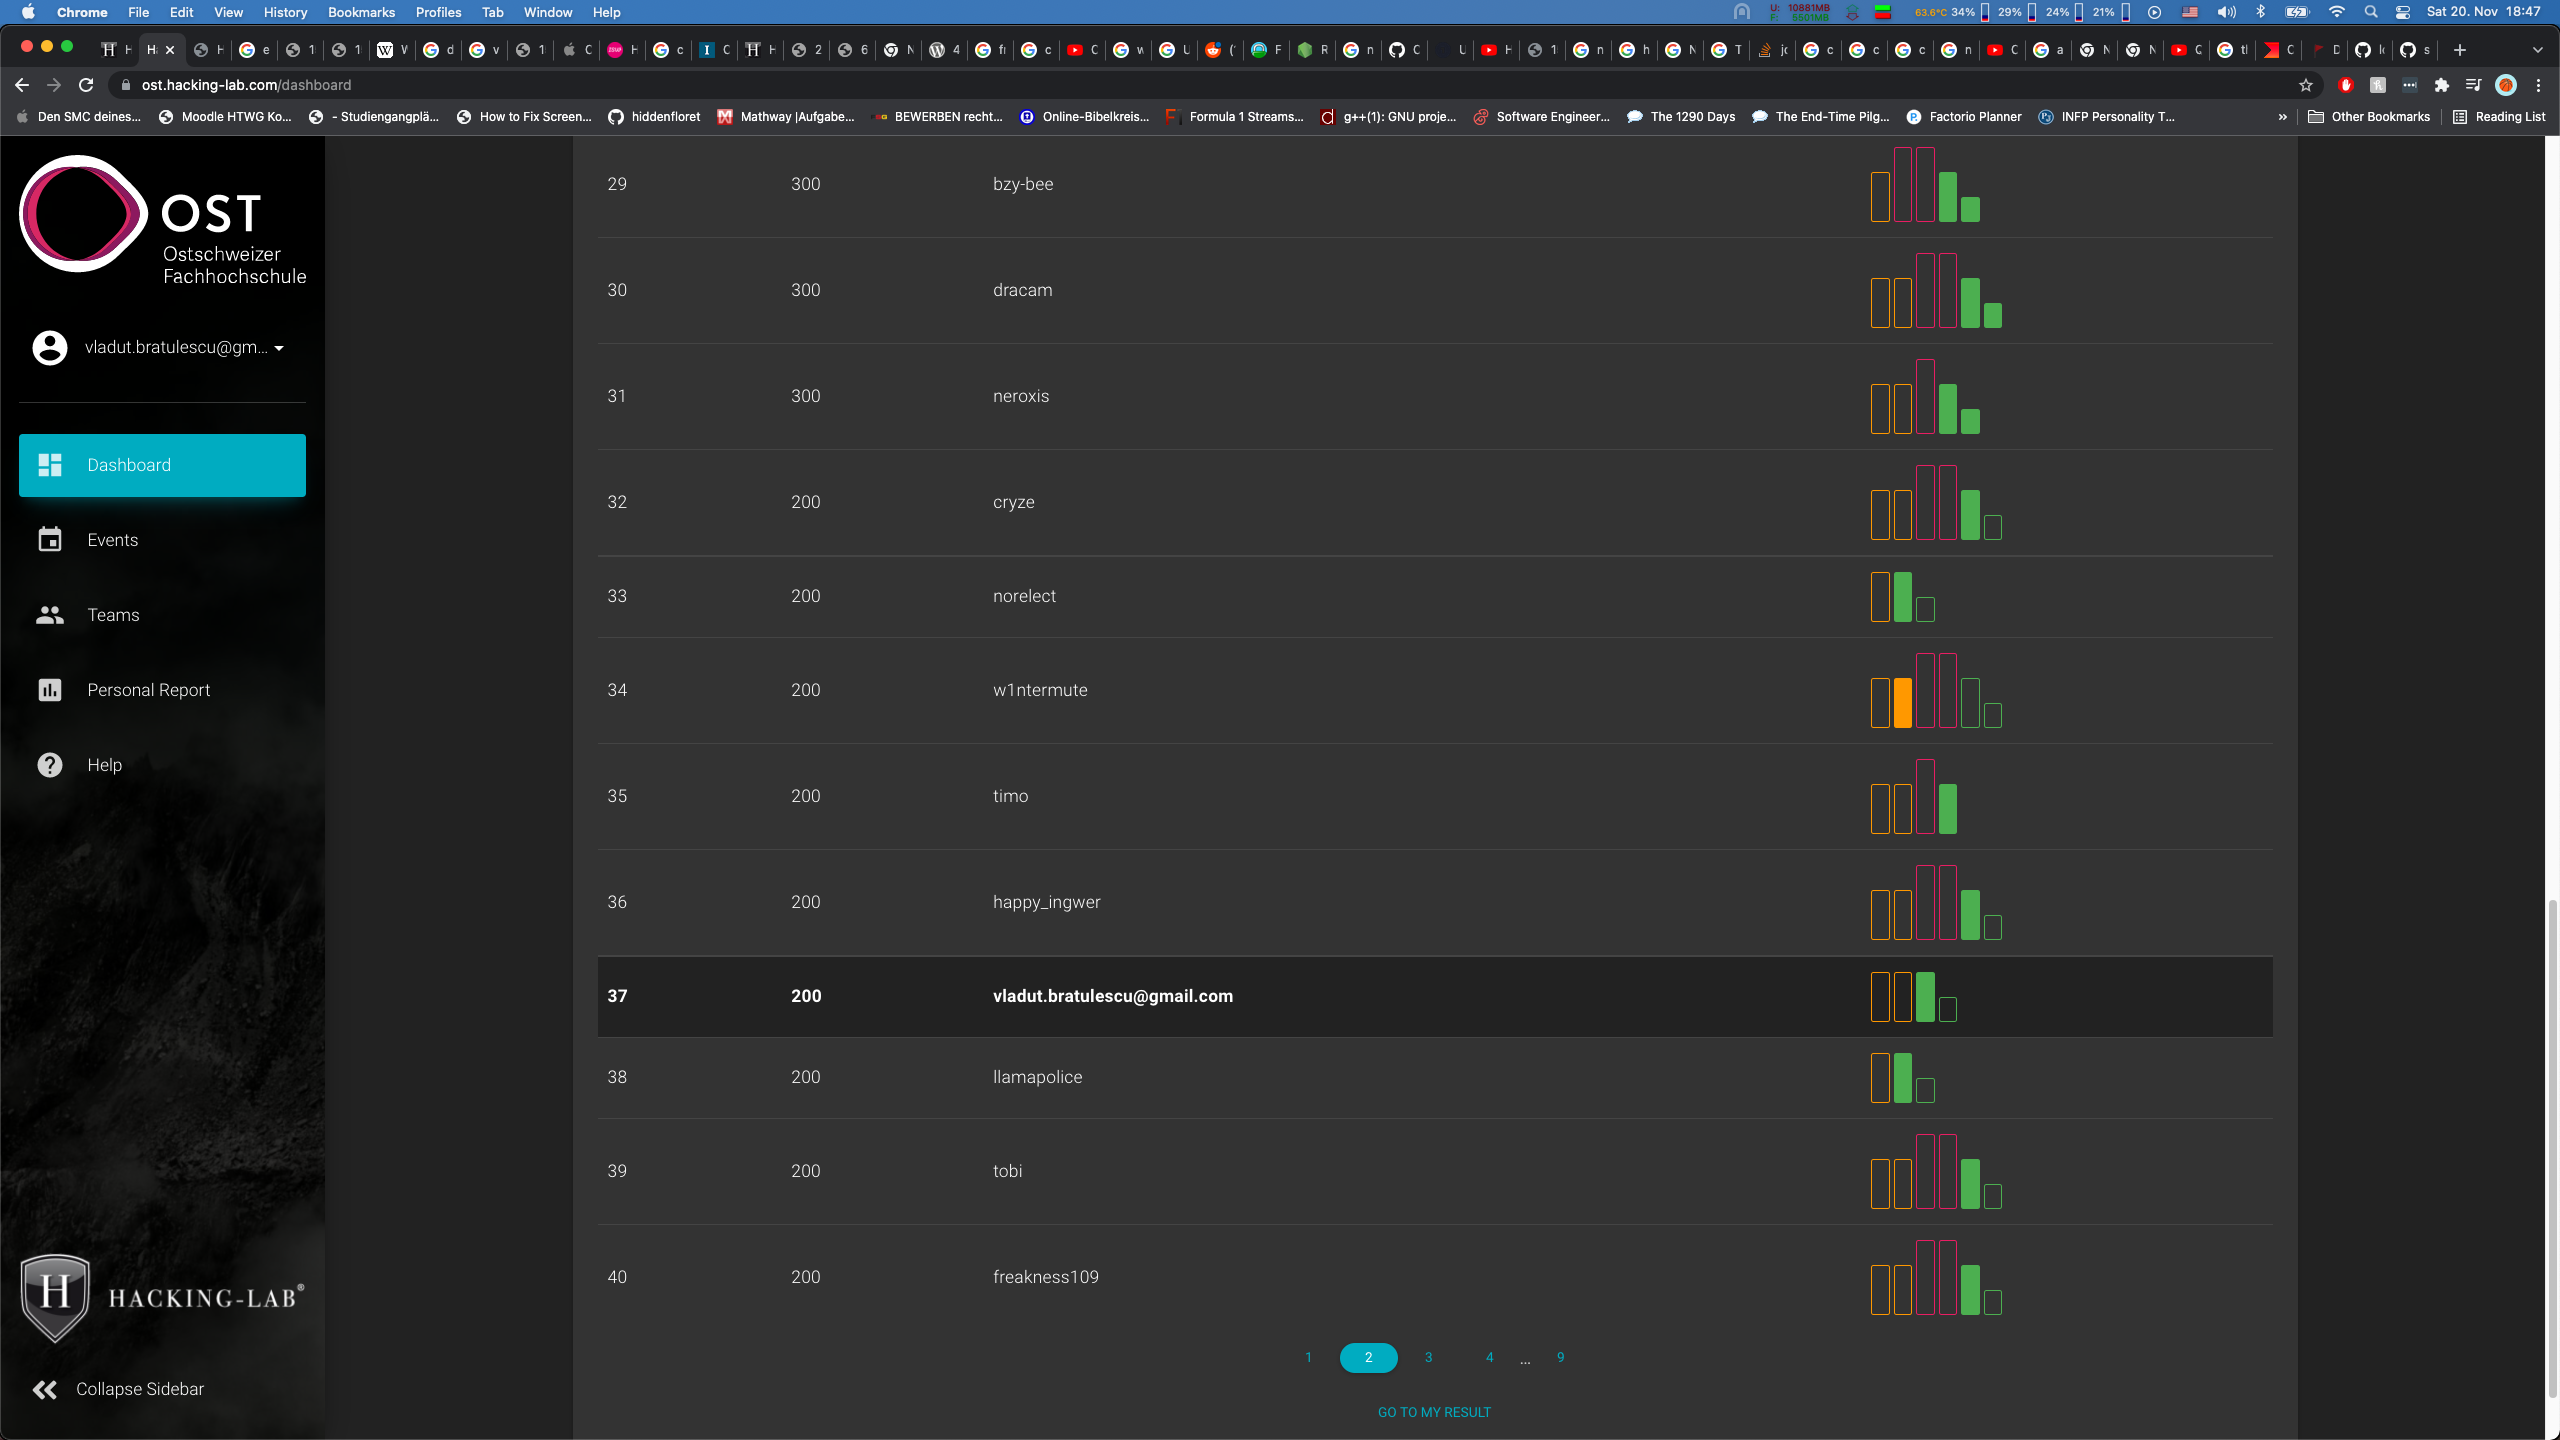 Chrome File Edit View History Bookmarks Profiles Tab Window Help
U: 10881MB
F: 5501MB
63.6°C 34% 29% 24% 21% Sat 20. Nov 18:47
ost.hacking-lab.com/dashboard
Den SMC deines... Moodle HTWG Ko... - Studiengangplä... How to Fix Screen... hiddenfloret Mathway |Aufgabe... BEWERBEN recht... Online-Bibelkreis... Formula 1 Streams... g++(1): GNU proje... Software Engineer... The 1290 Days The End-Time Pilg... Factorio Planner INFP Personality T... » Other Bookmarks Reading List
OST
Ostschweizer
Fachhochschule
vladut.bratulescu@gm...
Dashboard
Events
Teams
Personal Report
Help
HACKING-LAB®
Collapse Sidebar
29 300 bzy-bee
30 300 dracam
31 300 neroxis
32 200 cryze
33 200 norelect
34 200 w1ntermute
35 200 timo
36 200 happy_ingwer
37 200 vladut.bratulescu@gmail.com
38 200 llamapolice
39 200 tobi
40 200 freakness109
1 2 3 4 ... 9
GO TO MY RESULT